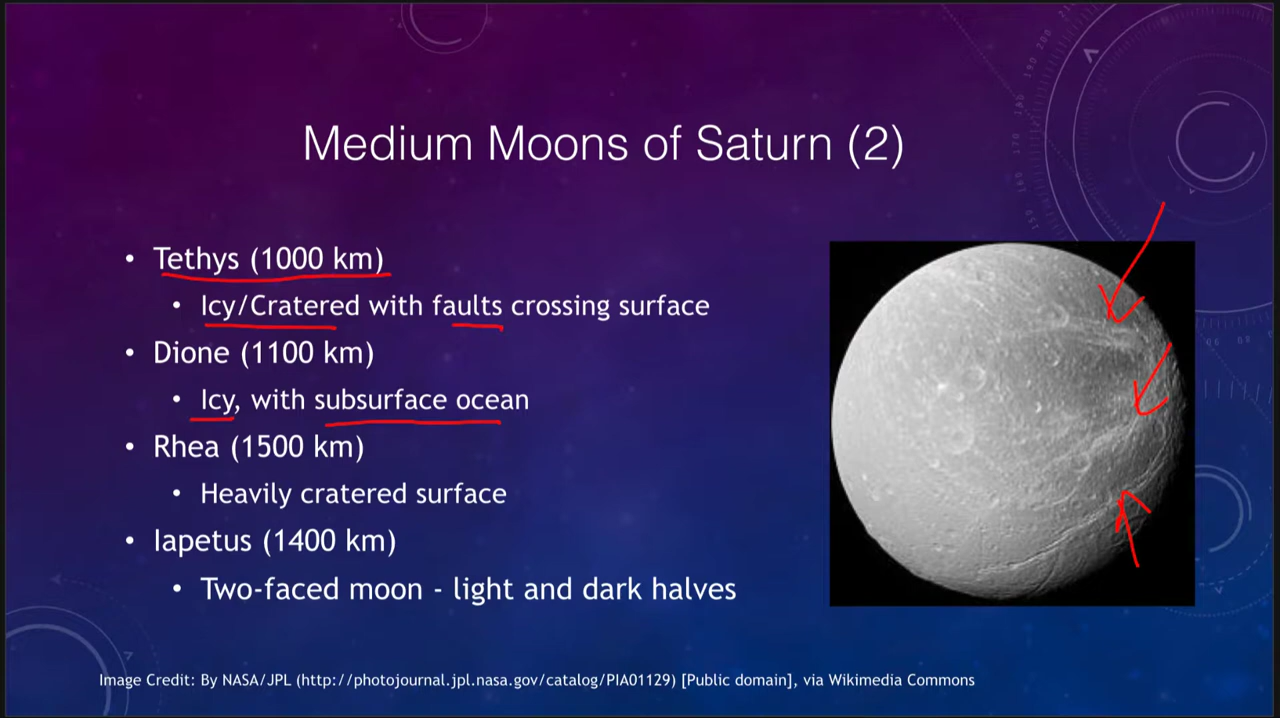 Medium Moons of Saturn (2)
• Tethys (1000 km)
• Icy/Cratered with faults crossing surface
• Dione (1100 km)
• Icy, with subsurface ocean
• Rhea (1500 km)
• Heavily cratered surface
• Iapetus (1400 km)
• Two-faced moon - light and dark halves
Image Credit: By NASA/JPL (http://photojournal.jpl.nasa.gov/catalog/PIA01129) [Public domain], via Wikimedia Commons